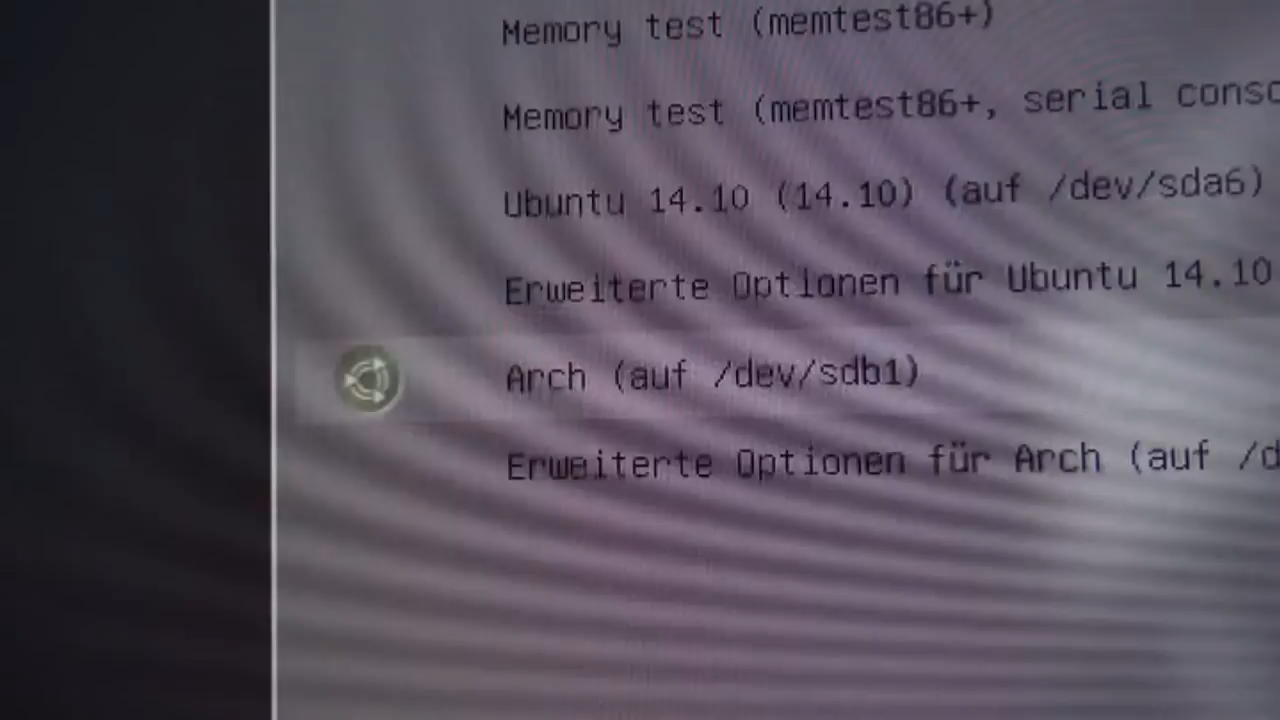 Memory test (memtest86+)
Memory test (memtest86+, serial conso
Ubuntu 14.10 (14.10) (auf /dev/sda6)
Erweiterte Optionen für Ubuntu 14.10
Arch (auf /dev/sdb1)
Erweiterte Optionen für Arch (auf /d